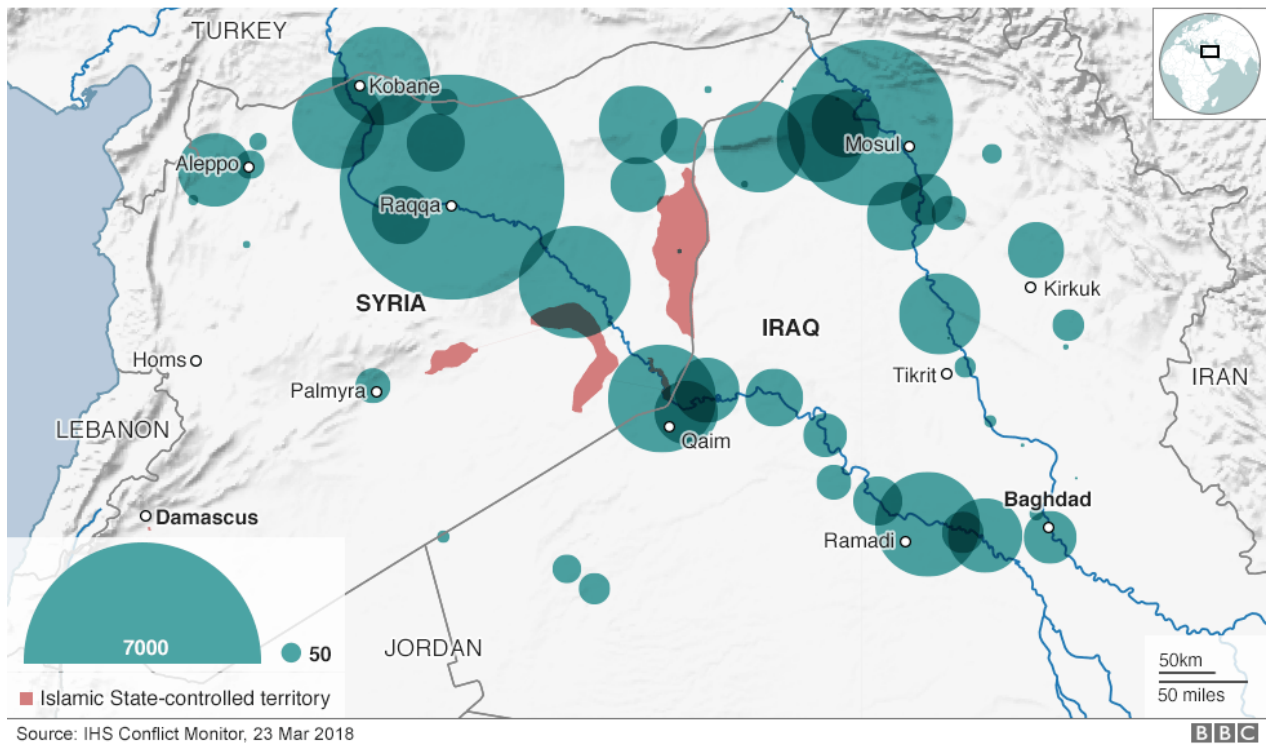 TURKEY
Kobane
Aleppo
Mosul
Raqqa
SYRIA
Kirkuk
IRAQ
Homs
Tikrit
IRAN
Palmyra
LEBANON
Qaim
Baghdad
Damascus
Ramadi
7000
50
JORDAN
50km
50 miles
Islamic State-controlled territory
Source: IHS Conflict Monitor, 23 Mar 2018
BBC